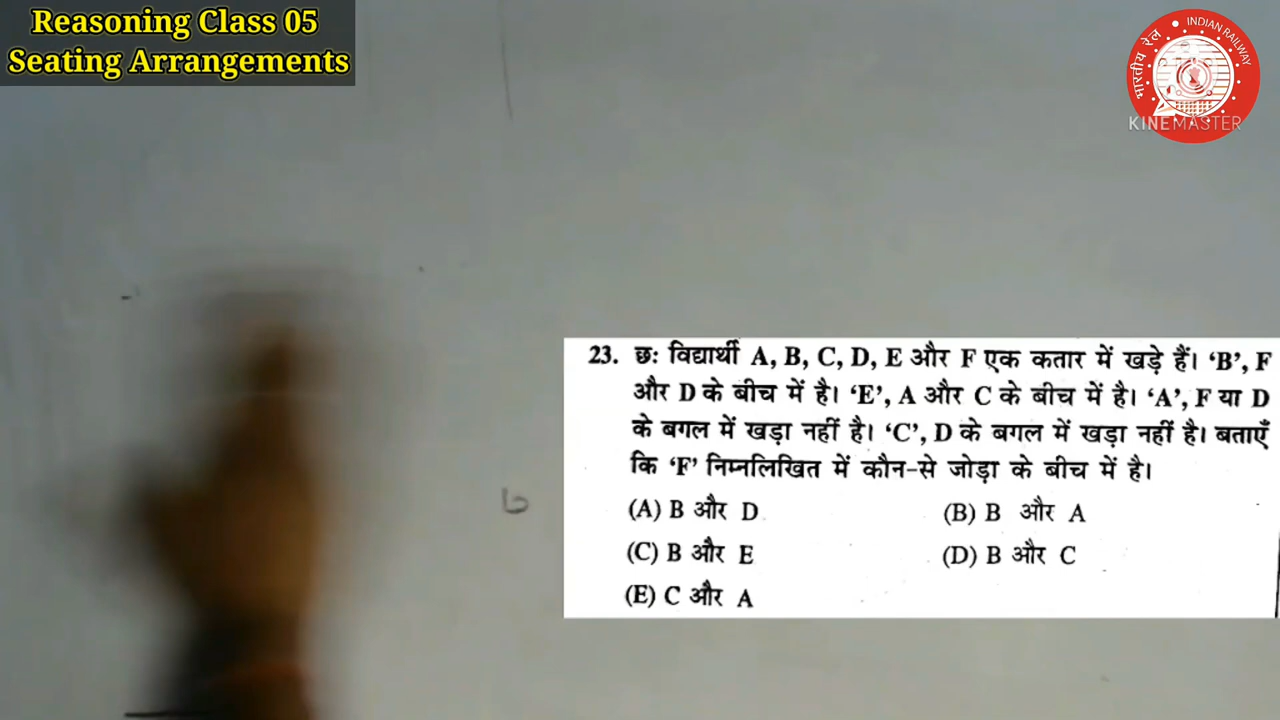 Reasoning Class 05
Seating Arrangements
भारतीय रेल
INDIAN RAILWAY
KINEMASTER
23. छः विद्यार्थी A, B, C, D, E और F एक कतार में खड़े हैं। ‘B’, F
और D के बीच में है। ‘E’, A और C के बीच में है। ‘A’, F या D
के बगल में खड़ा नहीं है। ‘C’, D के बगल में खड़ा नहीं है। बताएँ
कि ‘F’ निम्नलिखित में कौन-से जोड़ा के बीच में है।
(A) B और D
(B) B और A
(C) B और E
(D) B और C
(E) C और A